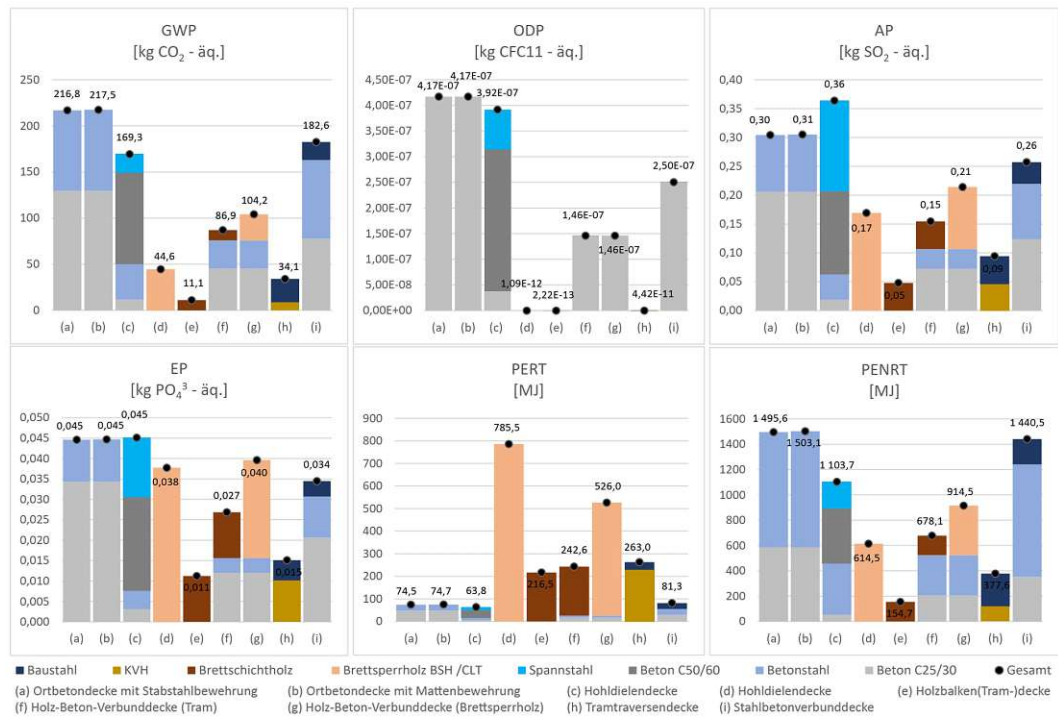 GWP
[kg CO2 - äq.]
250
200
150
100
50
0
216,8
217,5
169,3
44,6
11,1
86,9
104,2
34,1
182,6
(a) (b) (c) (d) (e) (f) (g) (h) (i)
ODP
[kg CFC11 - äq.]
4,50E-07
4,00E-07
3,50E-07
3,00E-07
2,50E-07
2,00E-07
1,50E-07
1,00E-07
5,00E-08
0,00E+00
4,17E-07
4,17E-07
3,92E-07
1,09E-12
2,22E-13
1,46E-07
1,46E-07
4,42E-11
2,50E-07
(a) (b) (c) (d) (e) (f) (g) (h) (i)
AP
[kg SO2 - äq.]
0,40
0,35
0,30
0,25
0,20
0,15
0,10
0,05
0,00
0,30
0,31
0,36
0,17
0,05
0,15
0,21
0,09
0,26
(a) (b) (c) (d) (e) (f) (g) (h) (i)
EP
[kg PO4³ - äq.]
0,050
0,045
0,040
0,035
0,030
0,025
0,020
0,015
0,010
0,005
0,000
0,045
0,045
0,045
0,038
0,011
0,027
0,040
0,015
0,034
(a) (b) (c) (d) (e) (f) (g) (h) (i)
PERT
[MJ]
900
800
700
600
500
400
300
200
100
0
74,5
74,7
63,8
785,5
216,5
242,6
526,0
263,0
81,3
(a) (b) (c) (d) (e) (f) (g) (h) (i)
PENRT
[MJ]
1600
1400
1200
1000
800
600
400
200
0
1 495,6
1 503,1
1 103,7
614,5
154,7
678,1
914,5
377,6
1 440,5
(a) (b) (c) (d) (e) (f) (g) (h) (i)
Baustahl KVH Brettschichtholz Brettsperrholz BSH /CLT Spannstahl Beton C50/60 Betonstahl Beton C25/30 Gesamt
(a) Ortbetondecke mit Stabstahlbewehrung (b) Ortbetondecke mit Mattenbewehrung (c) Hohldielendecke (d) Hohldielendecke (e) Holzbalken(Tram-)decke
(f) Holz-Beton-Verbunddecke (Tram) (g) Holz-Beton-Verbunddecke (Brettsperrholz) (h) Tramtraversendecke (i) Stahlbetonverbunddecke